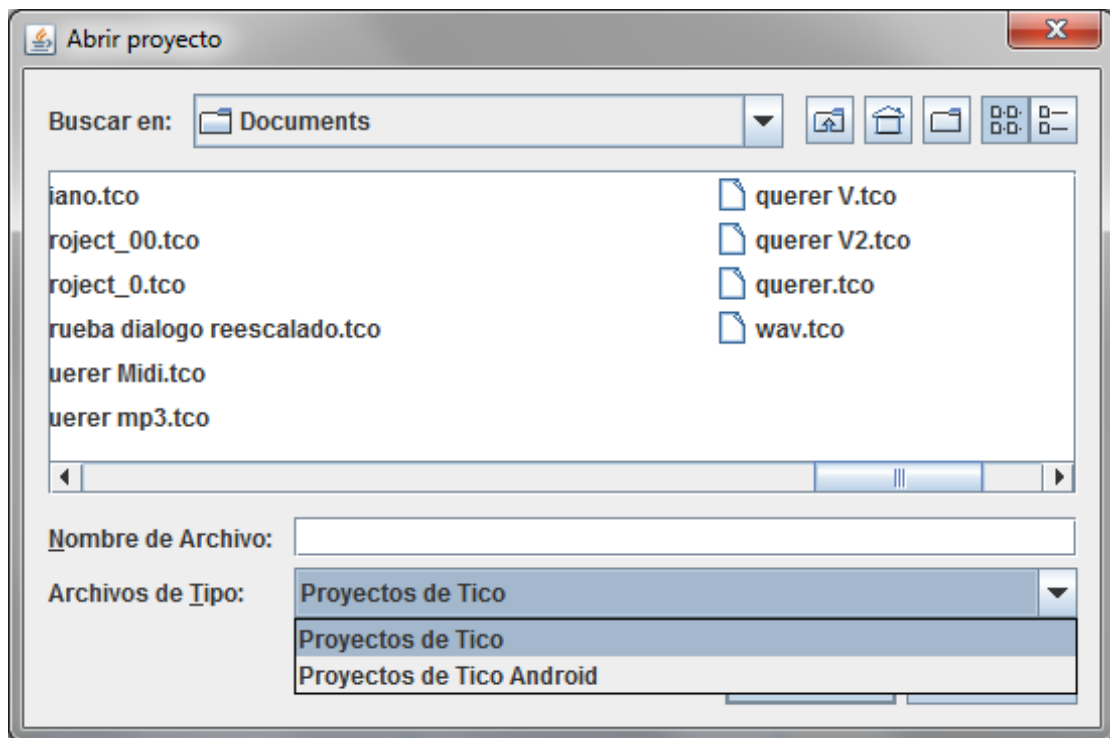 Abrir proyecto
Buscar en: Documents
iano.tco
roject_00.tco
roject_0.tco
rueba dialogo reescalado.tco
uerer Midi.tco
uerer mp3.tco
querer V.tco
querer V2.tco
querer.tco
wav.tco
Nombre de Archivo:
Archivos de Tipo: Proyectos de Tico
Proyectos de Tico
Proyectos de Tico Android